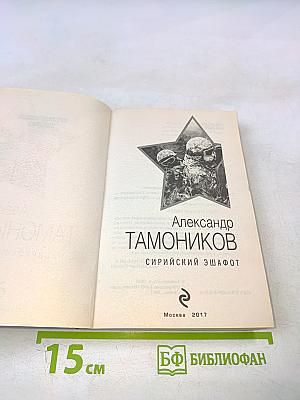 Александр
ТАМОНИКОВ
СИРИЙСКИЙ ЭШАФОТ
Москва 2017
15 см
БФ БИБЛИОФАН